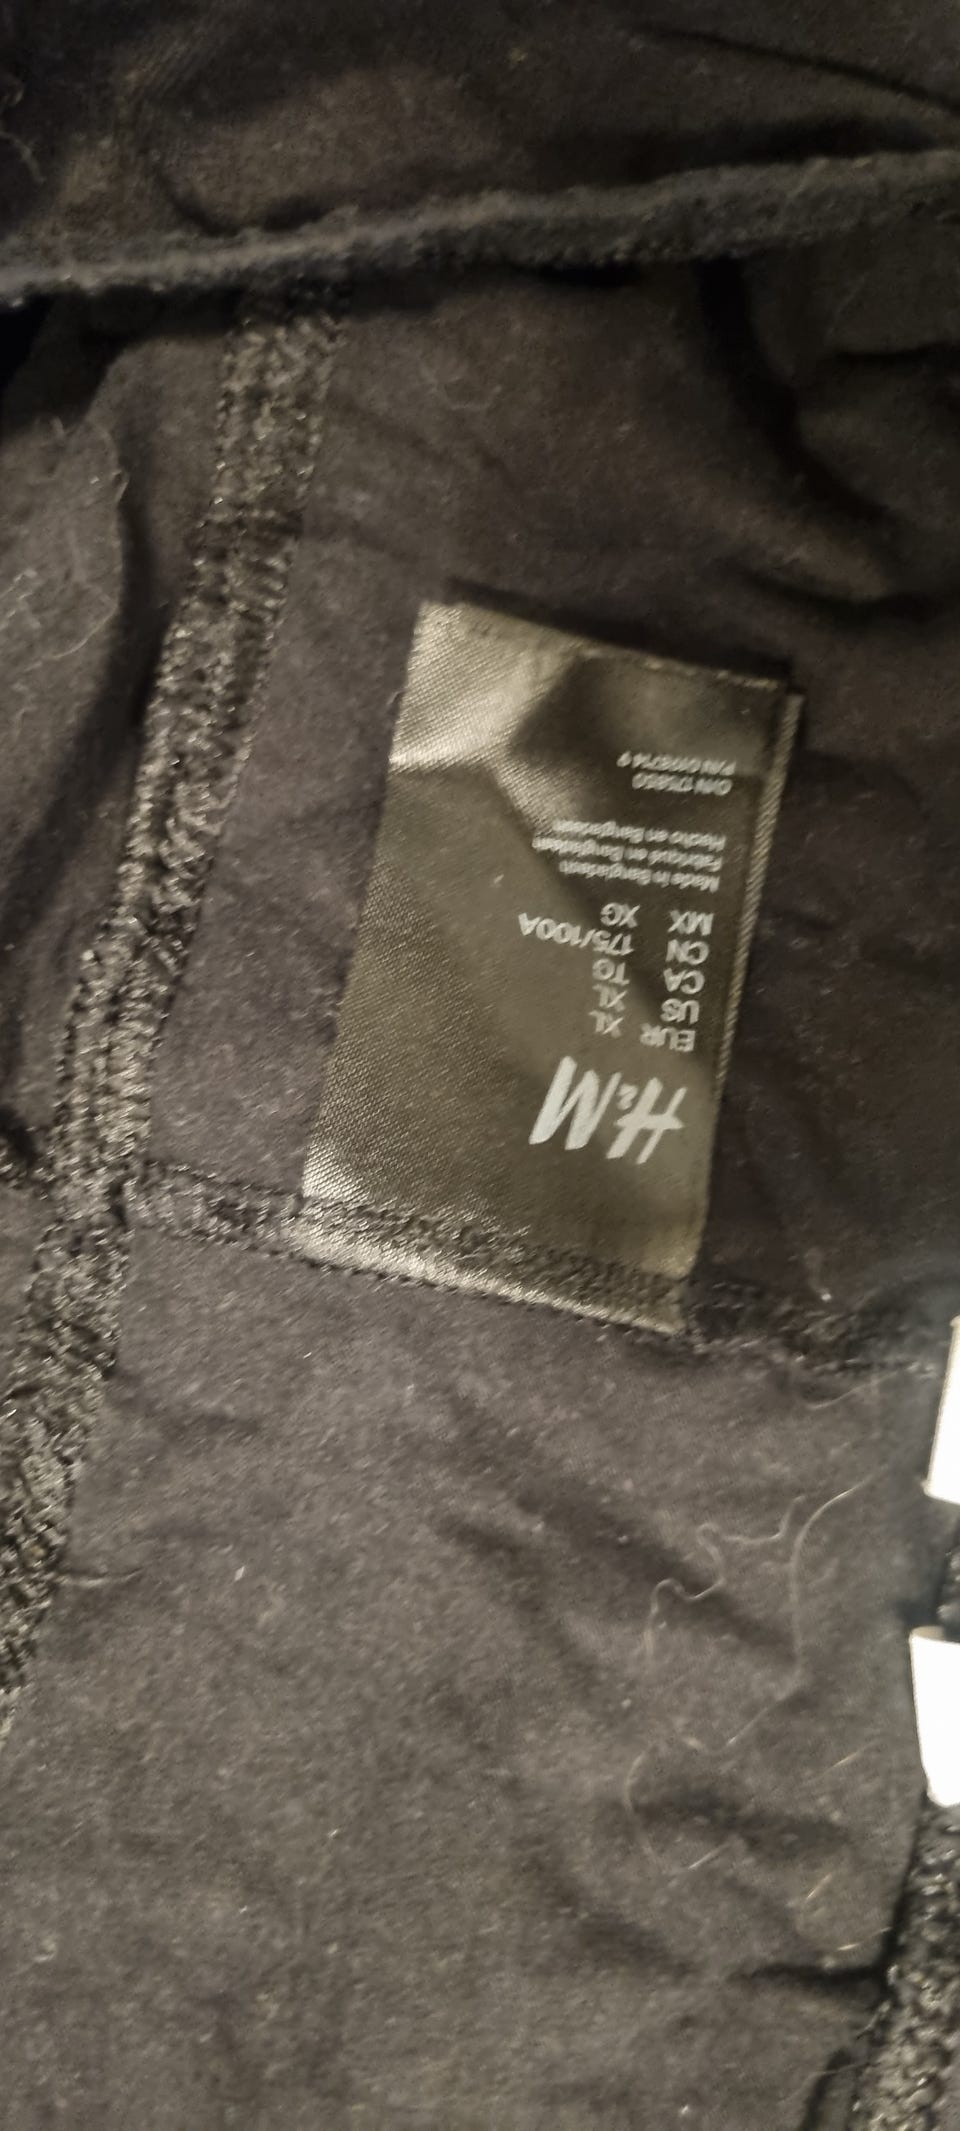 H&M
EUR XL
US XL
CA TG
CN 175/100A
MX XG
Made in Bangladesh
Fabriqué en Bangladesh
Hecho en Bangladesh
O/N
P/N